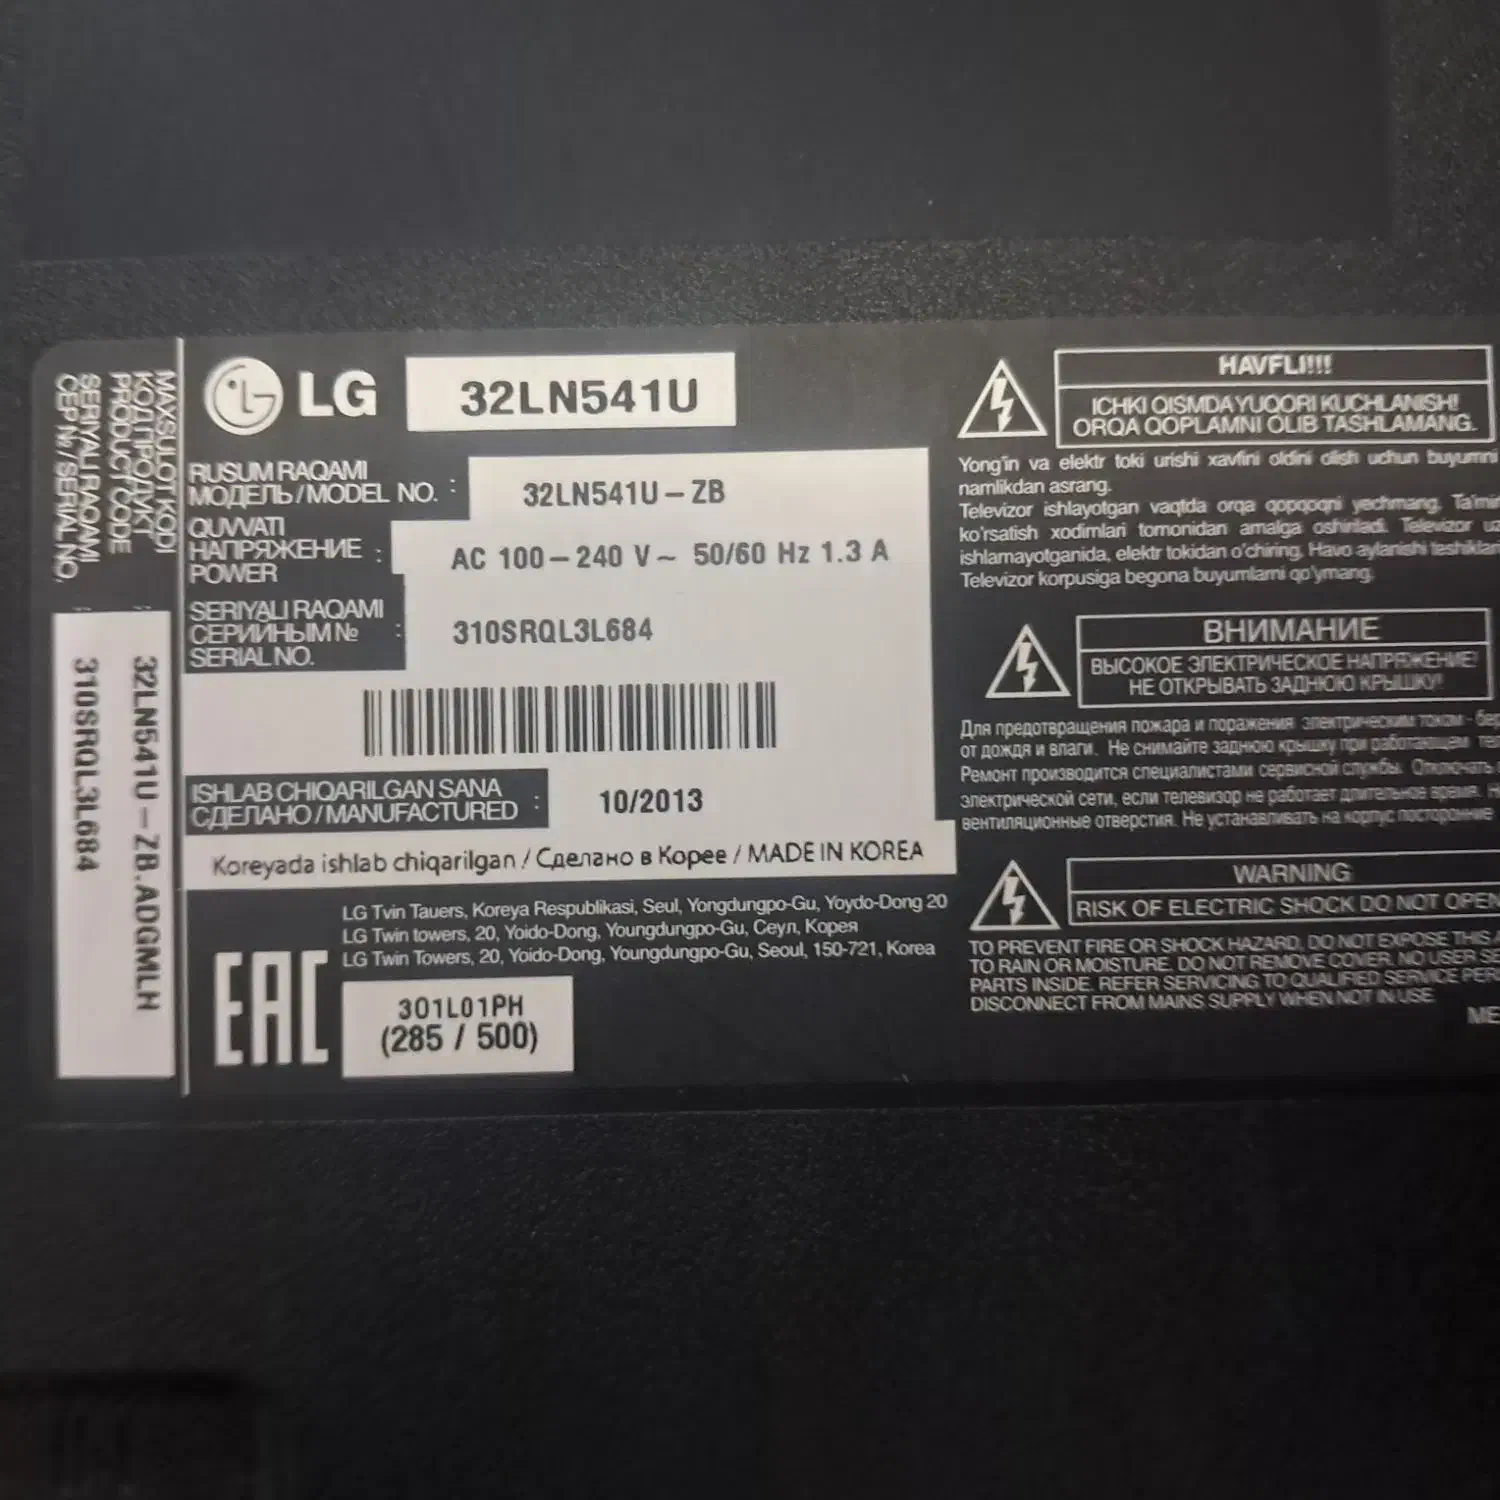 LG 32LN541U
RUSUM RAQAMI
МОДЕЛЬ/MODEL NO. : 32LN541U-ZB
QUVVATI
НАПРЯЖЕНИЕ :
POWER
AC 100-240 V~ 50/60 Hz 1.3 A
SERIYALI RAQAMI
СЕРИЙНЫМ №
SERIAL NO. : 310SRQL3L684
ISHLAB CHIQARILGAN SANA
СДЕЛАНО/MANUFACTURED : 10/2013
Koreyada ishlab chiqarilgan / Сделано в Корее / MADE IN KOREA
LG Tvin Tauers, Koreya Respublikasi, Seul, Yongdungpo-Gu, Yoydo-Dong 20
LG Twin towers, 20, Yoido-Dong, Youngdungpo-Gu, Сеул, Корея
LG Twin Towers, 20, Yoido-Dong, Youngdungpo-Gu, Seoul, 150-721, Korea
EAC
301L01PH
(285 / 500)
MAXSULOT KODI
КОД ПРОДУКТ
PRODUCT CODE
SERIYALI RAQAMI
СЕР №/SERIAL NO.
32LN541U-ZB.ADGMLH
310SRQL3L684
HAVFLI!!!
ICHKI QISMDA YUQORI KUCHLANISH!
ORQA QOPLAMNI OLIB TASHLAMANG.
Yong'in va elektr toki urishi xavfini oldini olish uchun buyumni
namlikdan asrang.
Televizor ishlayotgan vaqtda orqa qopqoqni yechmang.
ko'rsatish xodimlari tomonidan amalga oshiriladi. Televizor
ishlamayotganida, elektr tokidan o'chiring. Havo aylanishi
Televizor korpusiga begona buyumlarni qo'ymang.
ВНИМАНИЕ
ВЫСОКОЕ ЭЛЕКТРИЧЕСКОЕ НАПРЯЖЕНИЕ!
НЕ ОТКРЫВАТЬ ЗАДНЮЮ КРЫШКУ!
Для предотвращения пожара и поражения электрическим током -
от дождя и влаги. Не снимайте заднюю крышку при работающем
Ремонт производится специалистами сервисной службы. Отключать
электрической сети, если телевизор не работает длительное время.
вентиляционные отверстия. Не устанавливать на корпус посторонние
WARNING
RISK OF ELECTRIC SHOCK DO NOT OPEN
TO PREVENT FIRE OR SHOCK HAZARD, DO NOT EXPOSE THIS
TO RAIN OR MOISTURE. DO NOT REMOVE COVER. NO USER
PARTS INSIDE. REFER SERVICING TO QUALIFIED SERVICE
DISCONNECT FROM MAINS SUPPLY WHEN NOT IN USE